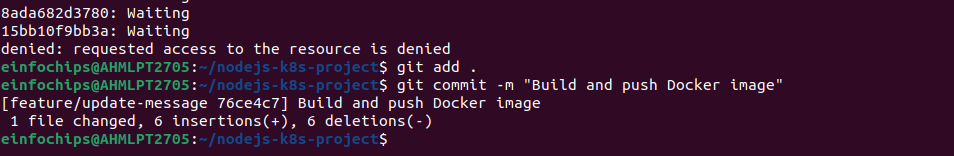 8ada682d3780: Waiting
15bb10f9bb3a: Waiting
denied: requested access to the resource is denied
einfochips@AHMLPT2705:~/nodejs-k8s-project$ git add .
einfochips@AHMLPT2705:~/nodejs-k8s-project$ git commit -m "Build and push Docker image"
[feature/update-message 76ce4c7] Build and push Docker image
 1 file changed, 6 insertions(+), 6 deletions(-)
einfochips@AHMLPT2705:~/nodejs-k8s-project$